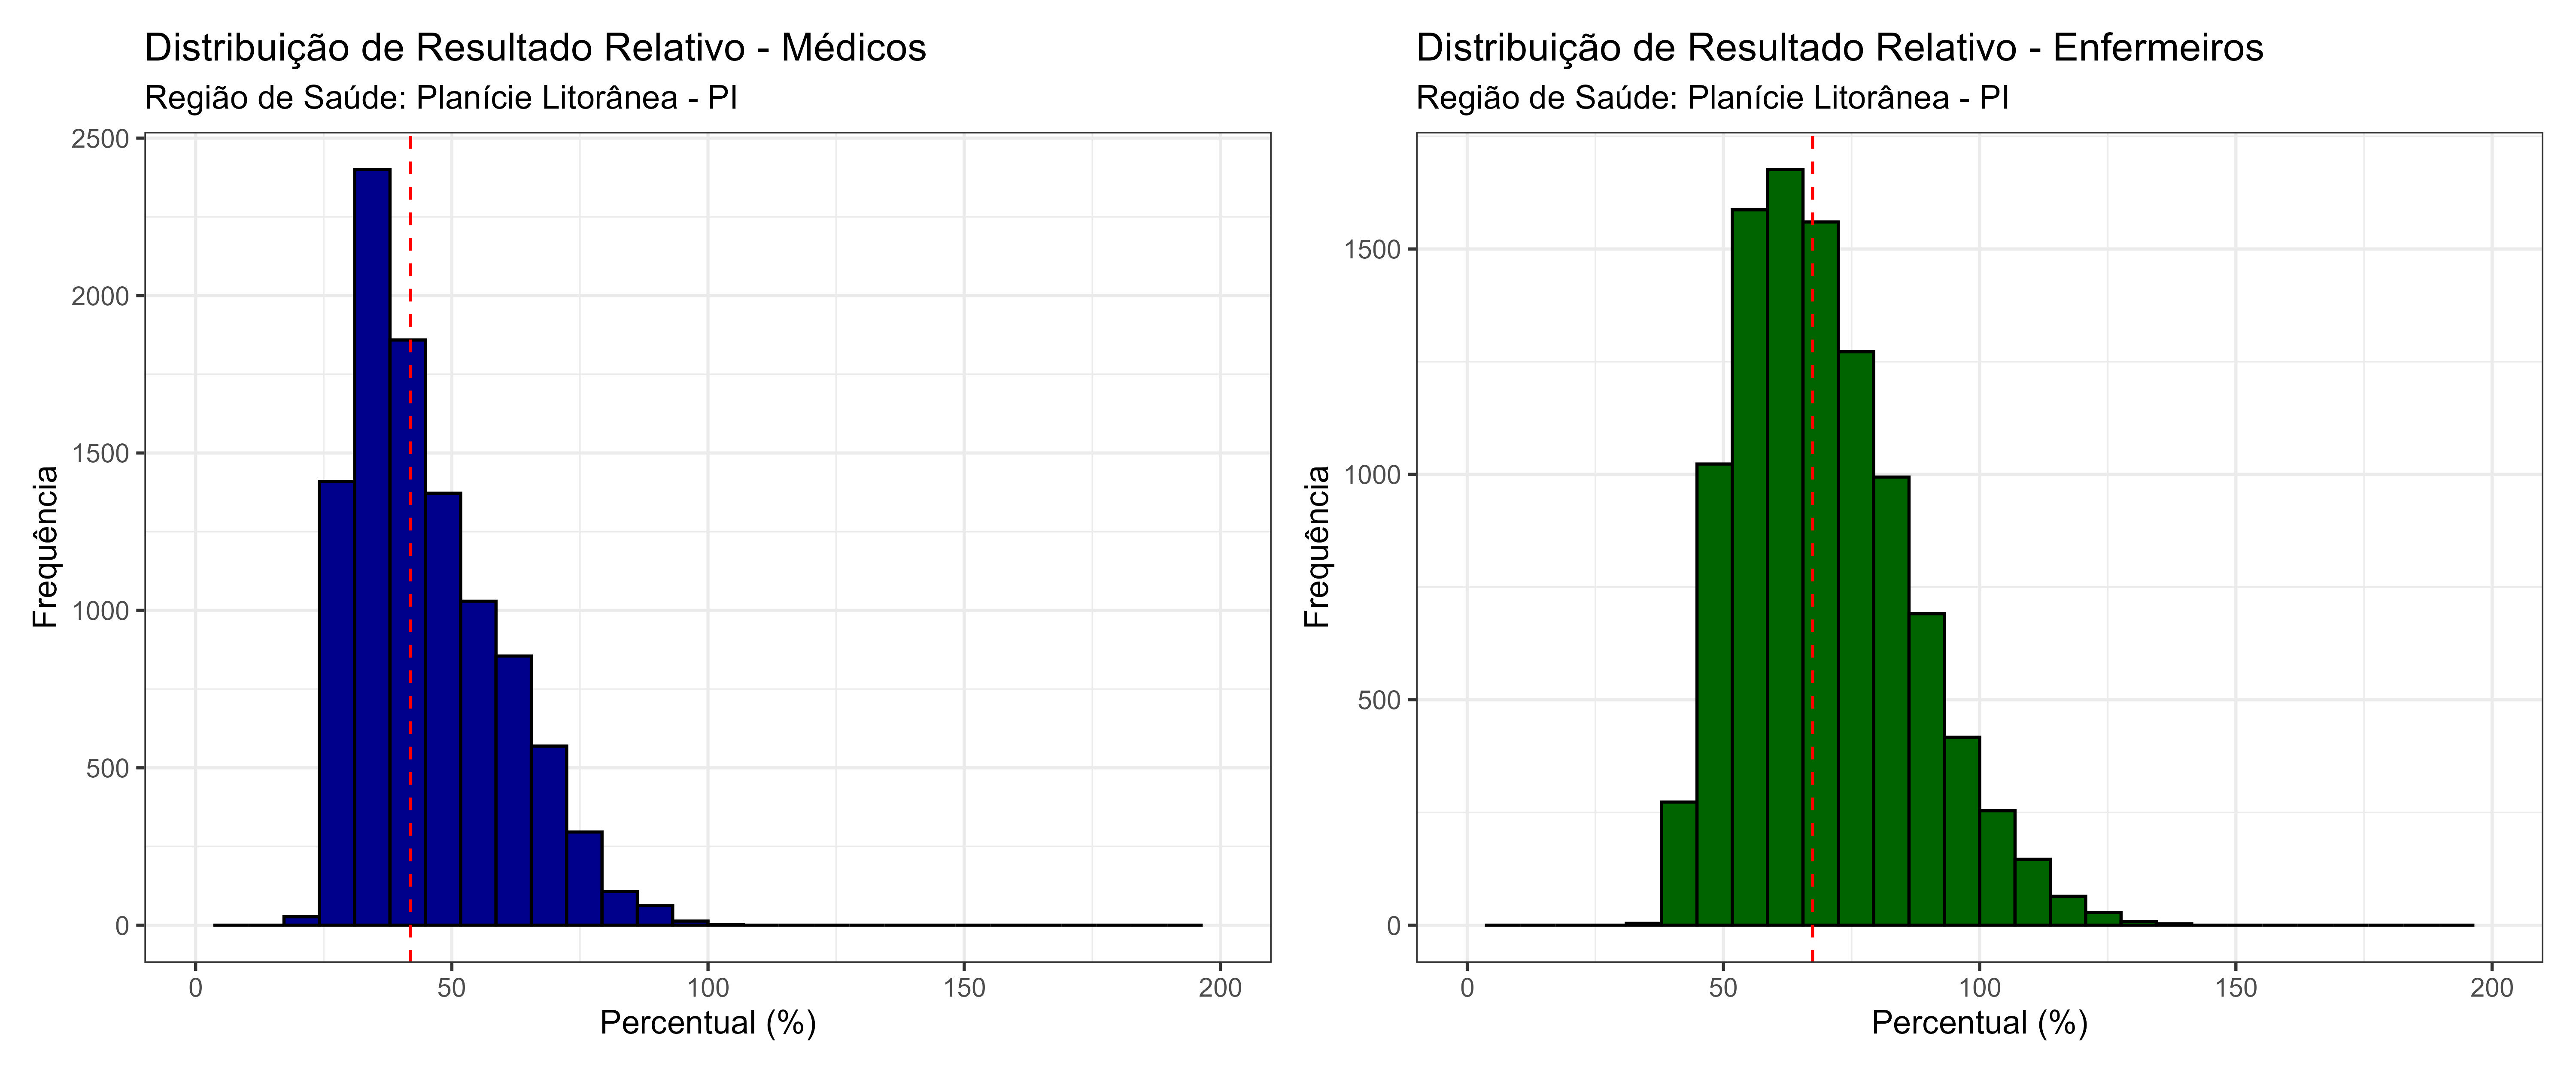 Distribuição de Resultado Relativo - Médicos
Região de Saúde: Planície Litorânea - PI
2500
2000
1500
1000
500
0
Frequência
0 50 100 150 200
Percentual (%)
Distribuição de Resultado Relativo - Enfermeiros
Região de Saúde: Planície Litorânea - PI
1500
1000
500
0
Frequência
0 50 100 150 200
Percentual (%)